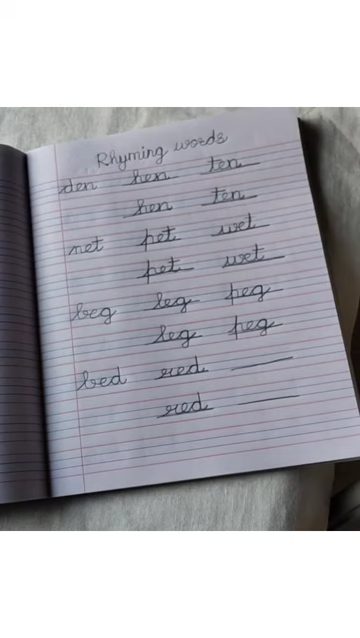 Rhyming words
den hen ten
hen ten
net pet wet
pet wet
beg leg peg
leg peg
bed red
red